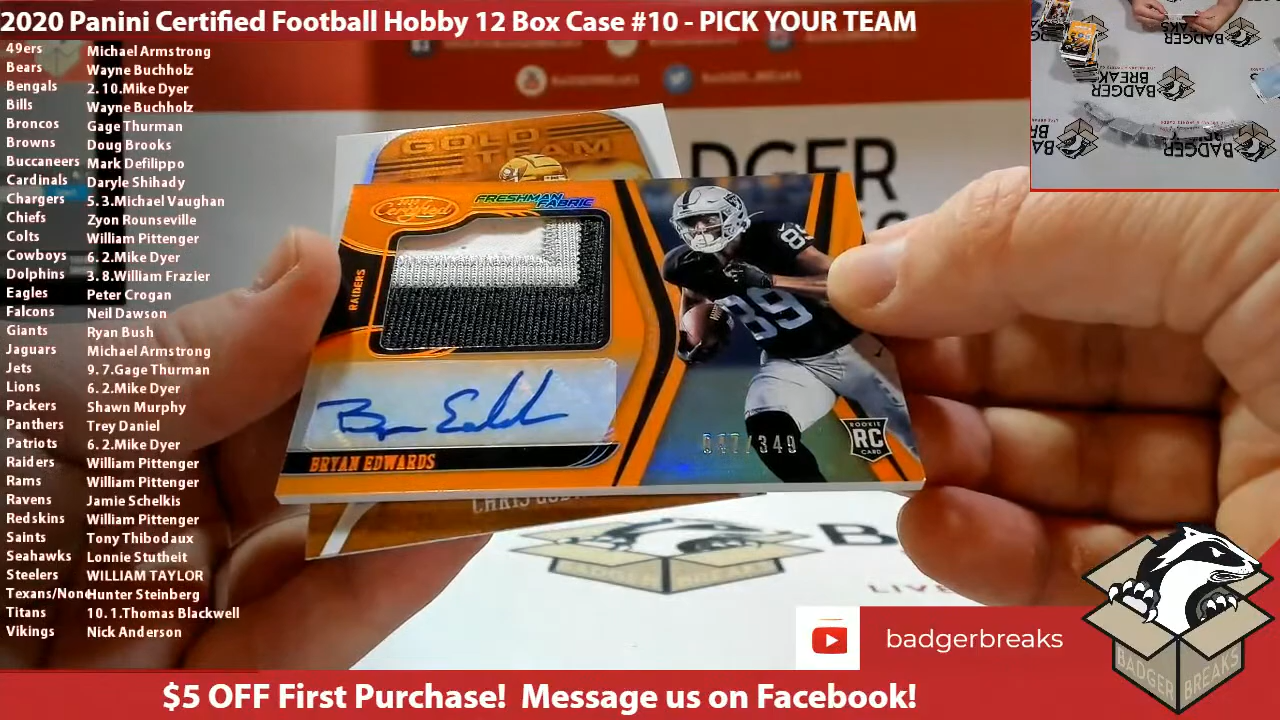 2020 Panini Certified Football Hobby 12 Box Case #10 - PICK YOUR TEAM
49ers Michael Armstrong
Bears Wayne Buchholz
Bengals 2. 10.Mike Dyer
Bills Wayne Buchholz
Broncos Gage Thurman
Browns Doug Brooks
Buccaneers Mark Defilippo
Cardinals Daryle Shihady
Chargers 5. 3.Michael Vaughan
Chiefs Zyon Rounseville
Colts William Pittenger
Cowboys 6. 2.Mike Dyer
Dolphins 3. 8.William Frazier
Eagles Peter Crogan
Falcons Neil Dawson
Giants Ryan Bush
Jaguars Michael Armstrong
Jets 9. 7.Gage Thurman
Lions 6. 2.Mike Dyer
Packers Shawn Murphy
Panthers Trey Daniel
Patriots 6. 2.Mike Dyer
Raiders William Pittenger
Rams William Pittenger
Ravens Jamie Schelkis
Redskins William Pittenger
Saints Tony Thibodaux
Seahawks Lonnie Stutheit
Steelers WILLIAM TAYLOR
Texans/None Hunter Steinberg
Titans 10. 1.Thomas Blackwell
Vikings Nick Anderson
GOLD
TEAM
Certified
FRESHMAN
FABRIC
RAIDERS
89
BRYAN EDWARDS
/349
ROOKIE
RC
CARD
CHRIS
BADGER
BREAK
BADGER
BREAKS
badgerbreaks
BADGER BREAKS
$5 OFF First Purchase! Message us on Facebook!